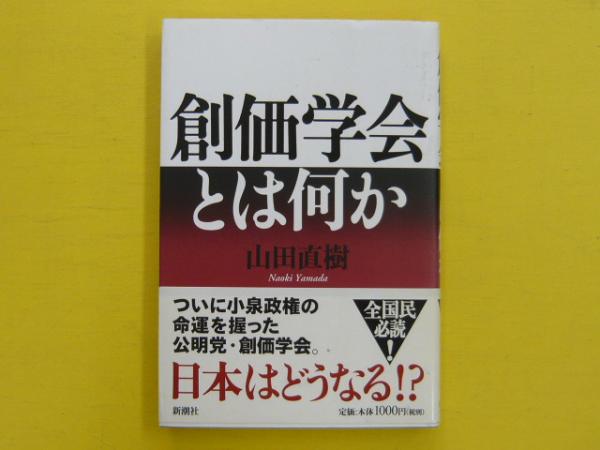 創価学会
とは何か
山田直樹
Naoki Yamada
ついに小泉政権の
命運を握った
公明党・創価学会。
全国民
必読
!
日本はどうなる!?
新潮社
定価:本体1000円(税別)